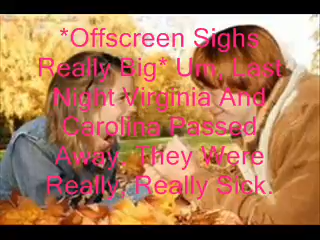 *Offscreen Sighs
Really Big* Um, Last
Night Virginia And
Carolina Passed
Away. They Were
Really, Really Sick.